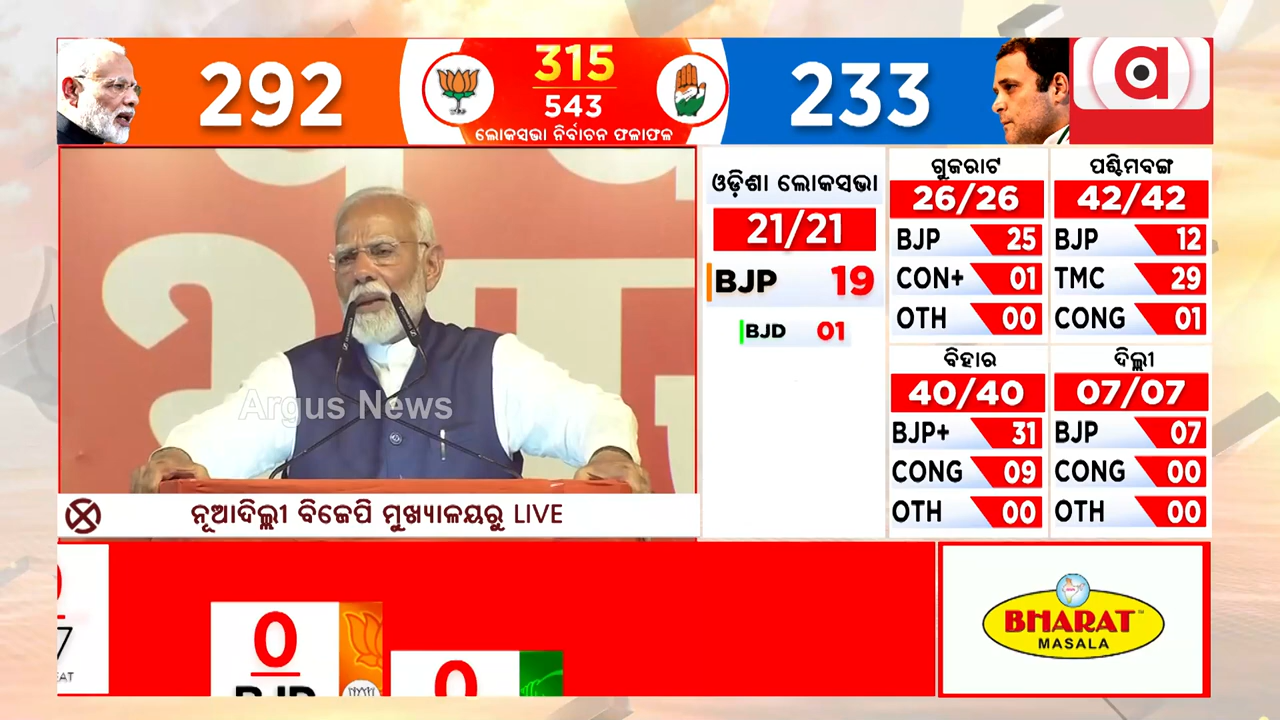 292
315
543
ଲୋକସଭା ନିର୍ବାଚନ ଫଳାଫଳ
233
a
Argus News
ନୂଆଦିଲ୍ଲୀ ବିଜେପି ମୁଖ୍ୟାଳୟରୁ LIVE
ଓଡ଼ିଶା ଲୋକସଭା
21/21
BJP 19
BJD 01
ଗୁଜରାଟ
26/26
BJP 25
CON+ 01
OTH 00
ପଶ୍ଚିମବଙ୍ଗ
42/42
BJP 12
TMC 29
CONG 01
ବିହାର
40/40
BJP+ 31
CONG 09
OTH 00
ଦିଲ୍ଲୀ
07/07
BJP 07
CONG 00
OTH 00
0
BJP
0
BHARAT™
MASALA